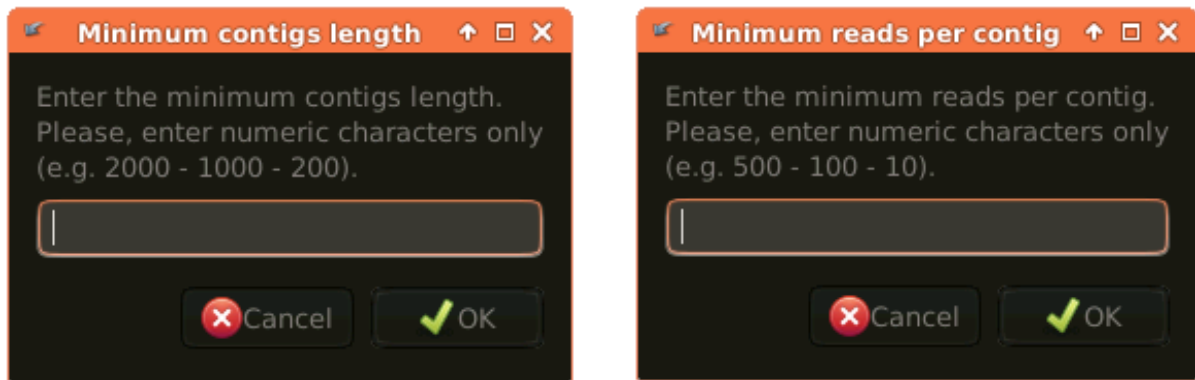 Minimum contigs length
Enter the minimum contigs length.
Please, enter numeric characters only
(e.g. 2000 - 1000 - 200).
Cancel
OK
Minimum reads per contig
Enter the minimum reads per contig.
Please, enter numeric characters only
(e.g. 500 - 100 - 10).
Cancel
OK